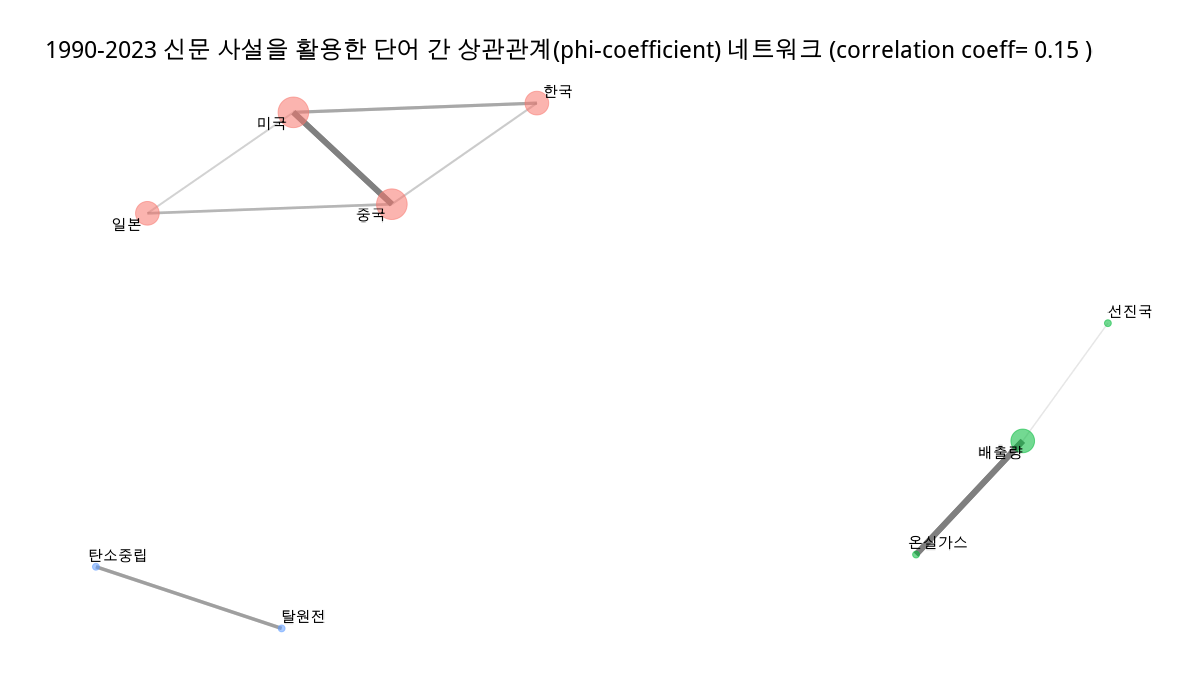 1990-2023 신문 사설을 활용한 단어 간 상관관계(phi-coefficient) 네트워크 (correlation coeff= 0.15 )
한국
미국
중국
일본
선진국
배출량
온실가스
탄소중립
탈원전